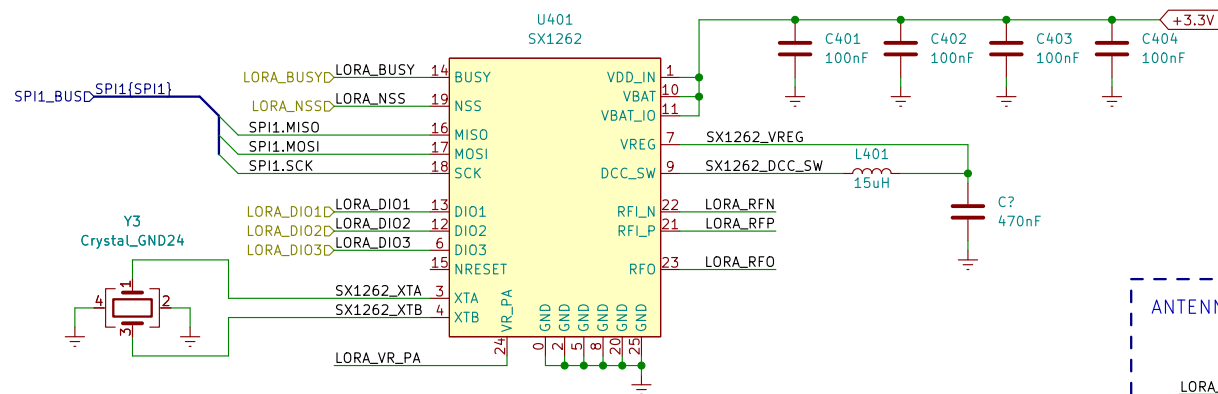 U401
SX1262
+3.3V
C401
100nF
C402
100nF
C403
100nF
C404
100nF
SPI1_BUS
SPI1{SPI1}
LORA_BUSY
LORA_BUSY
14
BUSY
LORA_NSS
LORA_NSS
19
NSS
SPI1.MISO
16
MISO
SPI1.MOSI
17
MOSI
SPI1.SCK
18
SCK
LORA_DIO1
LORA_DIO1
13
DIO1
LORA_DIO2
LORA_DIO2
12
DIO2
LORA_DIO3
LORA_DIO3
6
DIO3
15
NRESET
SX1262_XTA
3
XTA
SX1262_XTB
4
XTB
LORA_VR_PA
24
VR_PA
VDD_IN
1
VBAT
10
VBAT_IO
11
VREG
7
SX1262_VREG
DCC_SW
9
SX1262_DCC_SW
L401
15uH
C?
470nF
RFI_N
22
LORA_RFN
RFI_P
21
LORA_RFP
RFO
23
LORA_RFO
GND
GND
GND
GND
GND
GND
0
2
5
8
20
25
Y3
Crystal_GND24
1
4
2
3
ANTENN
LORA_